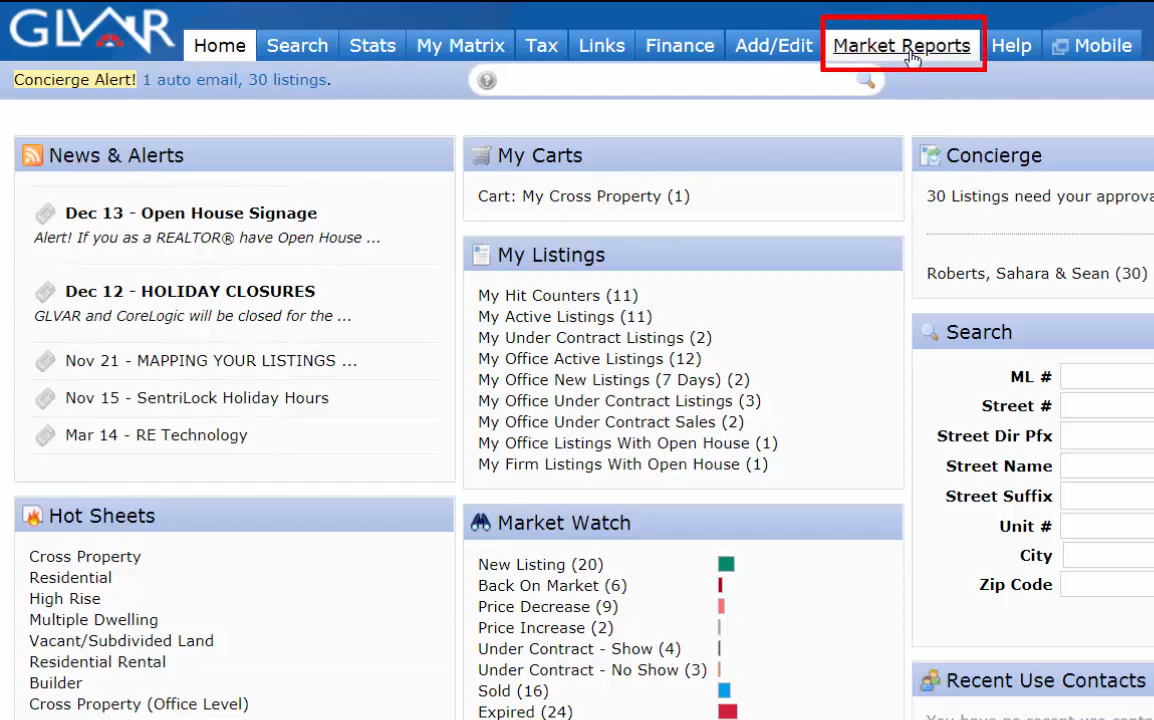 GLVAR
Home Search Stats My Matrix Tax Links Finance Add/Edit Market Reports Help Mobile
Concierge Alert! 1 auto email, 30 listings.
News & Alerts
Dec 13 - Open House Signage
Alert! If you as a REALTOR® have Open House ...
Dec 12 - HOLIDAY CLOSURES
GLVAR and CoreLogic will be closed for the ...
Nov 21 - MAPPING YOUR LISTINGS ...
Nov 15 - SentriLock Holiday Hours
Mar 14 - RE Technology
Hot Sheets
Cross Property
Residential
High Rise
Multiple Dwelling
Vacant/Subdivided Land
Residential Rental
Builder
Cross Property (Office Level)
My Carts
Cart: My Cross Property (1)
My Listings
My Hit Counters (11)
My Active Listings (11)
My Under Contract Listings (2)
My Office Active Listings (12)
My Office New Listings (7 Days) (2)
My Office Under Contract Listings (3)
My Office Under Contract Sales (2)
My Office Listings With Open House (1)
My Firm Listings With Open House (1)
Market Watch
New Listing (20)
Back On Market (6)
Price Decrease (9)
Price Increase (2)
Under Contract - Show (4)
Under Contract - No Show (3)
Sold (16)
Expired (24)
Concierge
30 Listings need your approva
Roberts, Sahara & Sean (30)
Search
ML #
Street #
Street Dir Pfx
Street Name
Street Suffix
Unit #
City
Zip Code
Recent Use Contacts